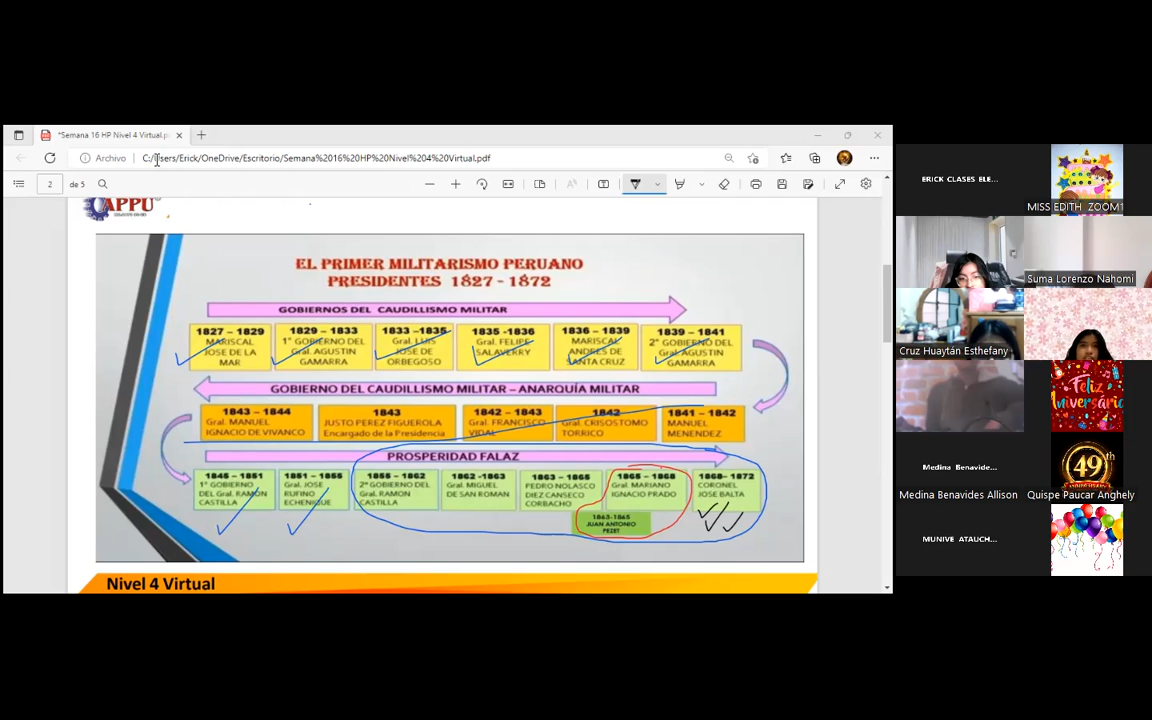 *Semana 16 HP Nivel 4 Virtual.p
Archivo
C:/Users/Erick/OneDrive/Escritorio/Semana%2016%20HP%20Nivel%204%20Virtual.pdf
2
de 5
APPU
EL PRIMER MILITARISMO PERUANO
PRESIDENTES 1827 - 1872
GOBIERNOS DEL CAUDILLISMO MILITAR
1827 – 1829
MARISCAL
JOSE DE LA
MAR
1829 – 1833
1° GOBIERNO DEL
Gral. AGUSTIN
GAMARRA
1833 –1835
Gral. LUIS
JOSE DE
ORBEGOSO
1835 -1836
Gral. FELIPE
SALAVERRY
1836 – 1839
MARISCAL
ANDRES DE
SANTA CRUZ
1839 –1841
2° GOBIERNO DEL
Gral. AGUSTIN
GAMARRA
GOBIERNO DEL CAUDILLISMO MILITAR – ANARQUÍA MILITAR
1843 – 1844
Gral. MANUEL
IGNACIO DE VIVANCO
1843
JUSTO PEREZ FIGUEROLA
Encargado de la Presidencia
1842 – 1843
Gral. FRANCISCO
VIDAL
1842
Gral. CRISOSTOMO
TORRICO
1841 – 1842
MANUEL
MENENDEZ
PROSPERIDAD FALAZ
1845 – 1851
1° GOBIERNO
DEL Gral. RAMON
CASTILLA
1851 – 1855
Gral. JOSE
RUFINO
ECHENIQUE
1855 – 1862
2° GOBIERNO DEL
Gral. RAMON
CASTILLA
1862 -1863
Gral. MIGUEL
DE SAN ROMAN
1863 – 1865
PEDRO NOLASCO
DIEZ CANSECO
CORBACHO
1865 – 1868
Gral. MARIANO
IGNACIO PRADO
1868– 1872
CORONEL
JOSE BALTA
1863-1865
JUAN ANTONIO
PEZET
Nivel 4 Virtual
ERICK CLASES ELE...
MISS EDITH ZOOM1
Suma Lorenzo Nahomi
Cruz Huaytán Esthefany
Feliz
Aniversario
Medina Benavide...
Medina Benavides Allison
49th
Quispe Paucar Anghely
MUNIVE ATAUCH...